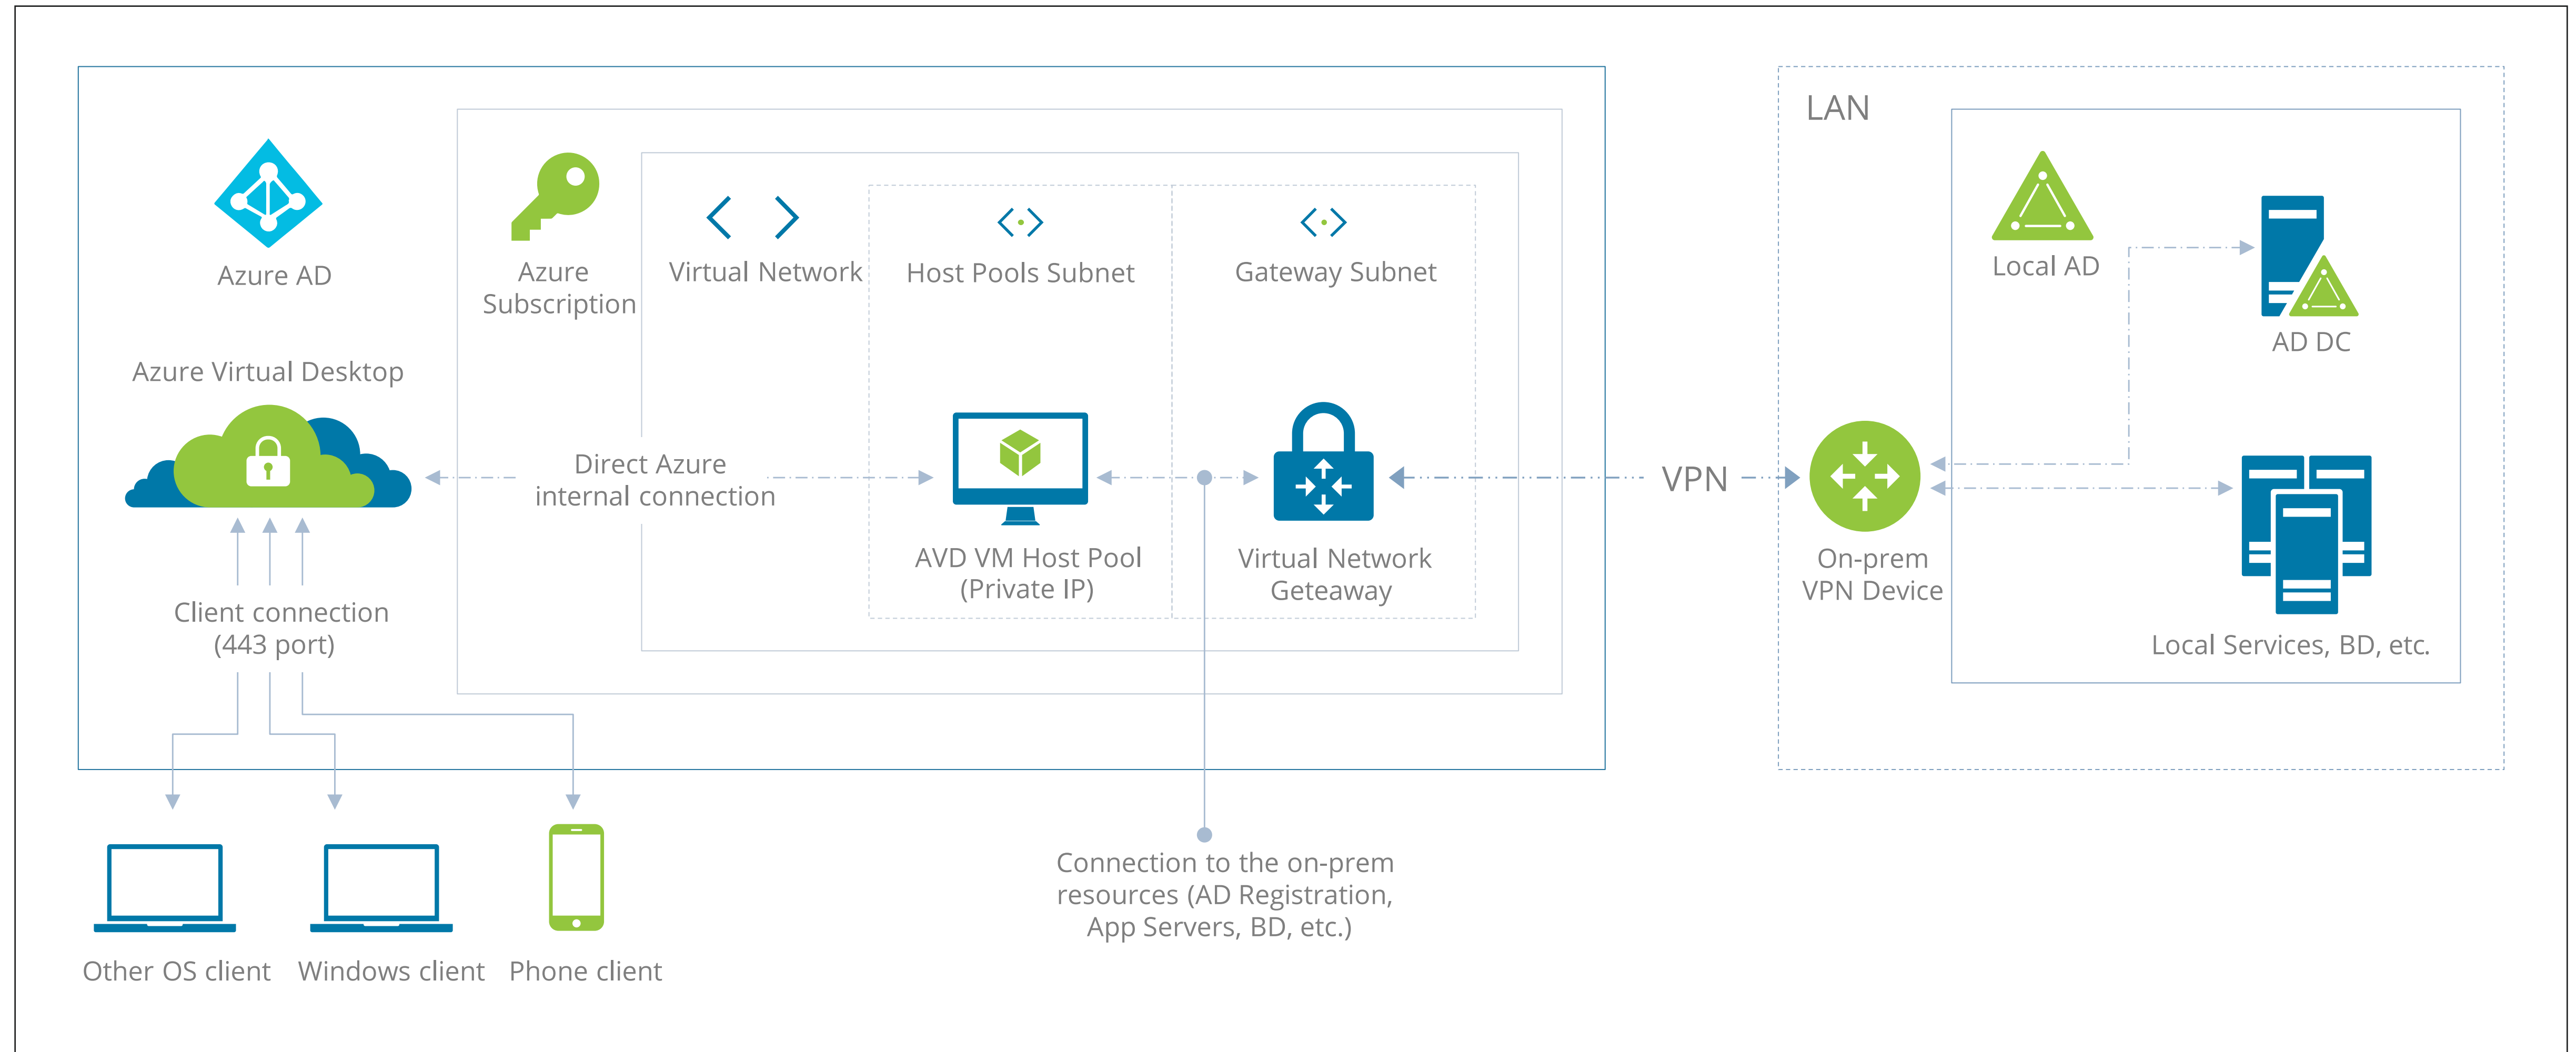 Azure AD
Azure Virtual Desktop
Client connection
(443 port)
Other OS client
Windows client
Phone client
Azure
Subscription
Direct Azure
internal connection
Virtual Network
Host Pools Subnet
AVD VM Host Pool
(Private IP)
Gateway Subnet
Virtual Network
Geteaway
Connection to the on-prem
resources (AD Registration,
App Servers, BD, etc.)
VPN
LAN
On-prem
VPN Device
Local AD
AD DC
Local Services, BD, etc.